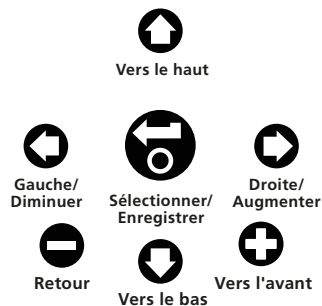 Vers le haut
Gauche/
Diminuer
Sélectionner/
Enregistrer
Droite/
Augmenter
Retour
Vers le bas
Vers l'avant